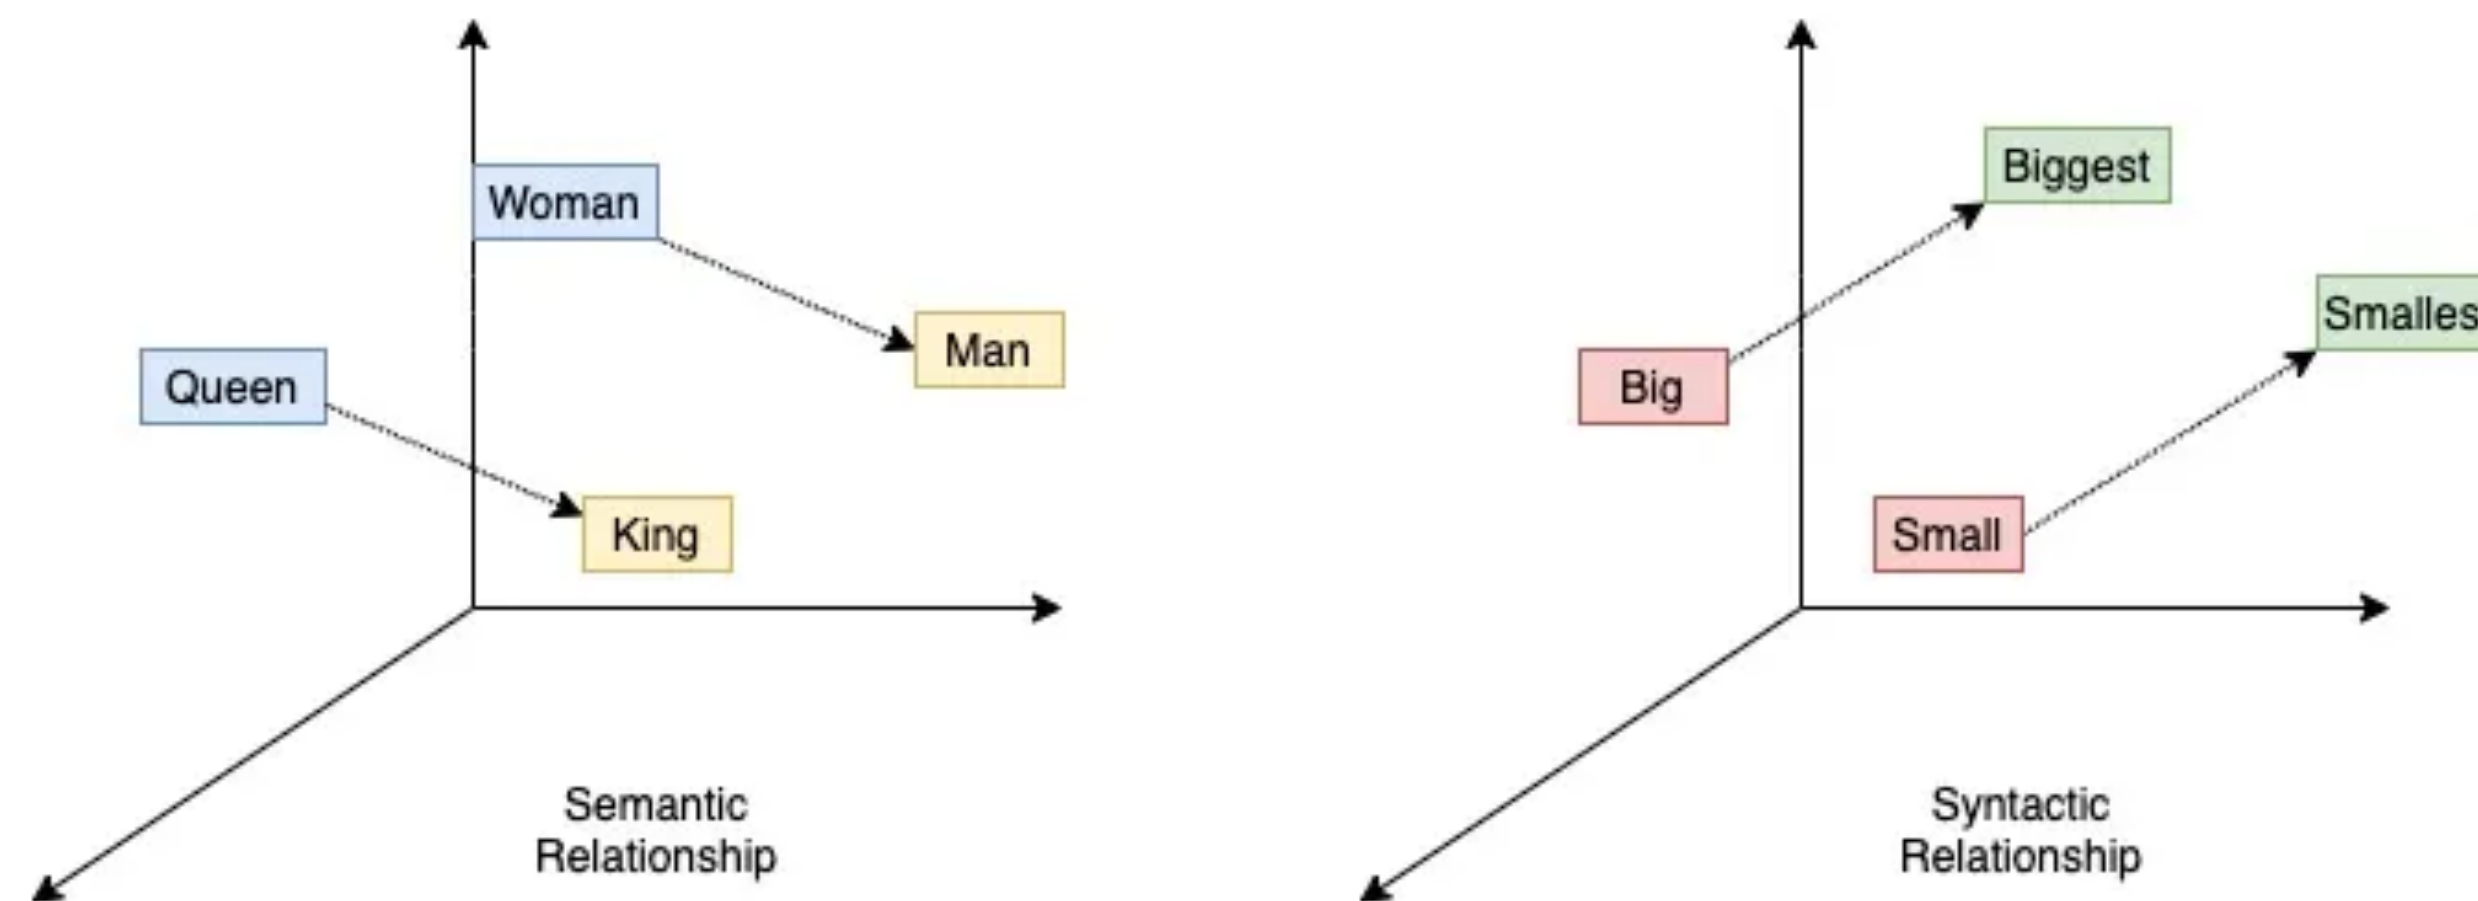 Woman
Man
Queen
King
Semantic
Relationship
Biggest
Smalles
Big
Small
Syntactic
Relationship